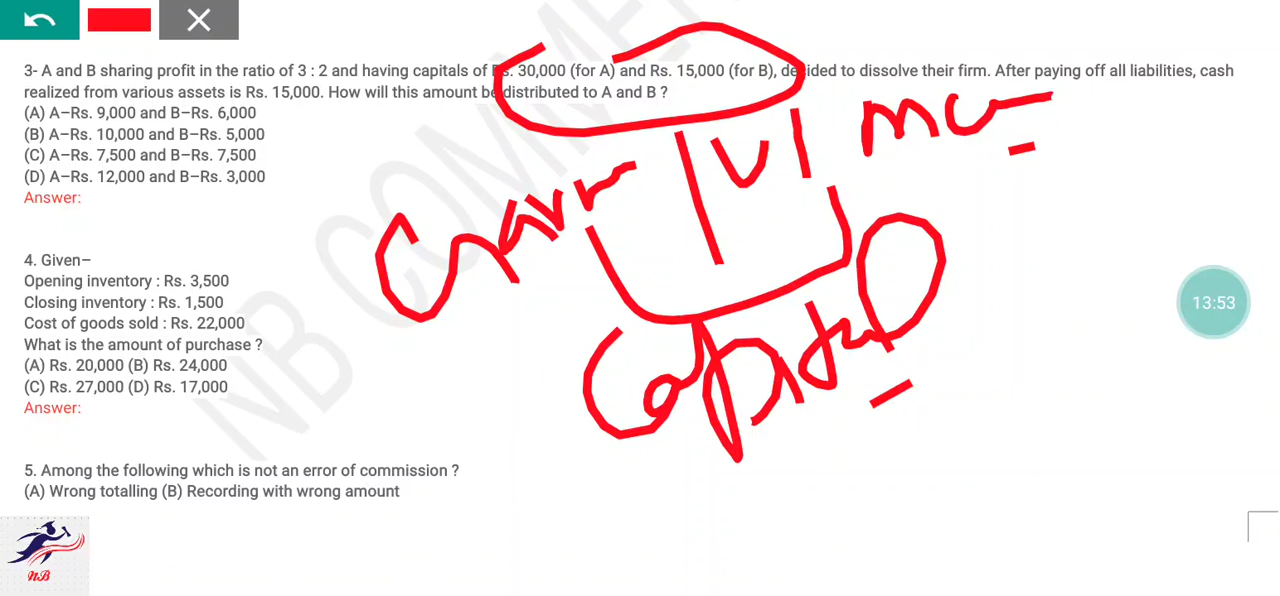 3- A and B sharing profit in the ratio of 3 : 2 and having capitals of Rs. 30,000 (for A) and Rs. 15,000 (for B), decided to dissolve their firm. After paying off all liabilities, cash
realized from various assets is Rs. 15,000. How will this amount be distributed to A and B ?
(A) A–Rs. 9,000 and B–Rs. 6,000
(B) A–Rs. 10,000 and B–Rs. 5,000
(C) A–Rs. 7,500 and B–Rs. 7,500
(D) A–Rs. 12,000 and B–Rs. 3,000
Answer:
4. Given–
Opening inventory : Rs. 3,500
Closing inventory : Rs. 1,500
13:53
Cost of goods sold : Rs. 22,000
What is the amount of purchase ?
(A) Rs. 20,000 (B) Rs. 24,000
Capital
(C) Rs. 27,000 (D) Rs. 17,000
Answer:
5. Among the following which is not an error of commission ?
(A) Wrong totalling (B) Recording with wrong amount
NB